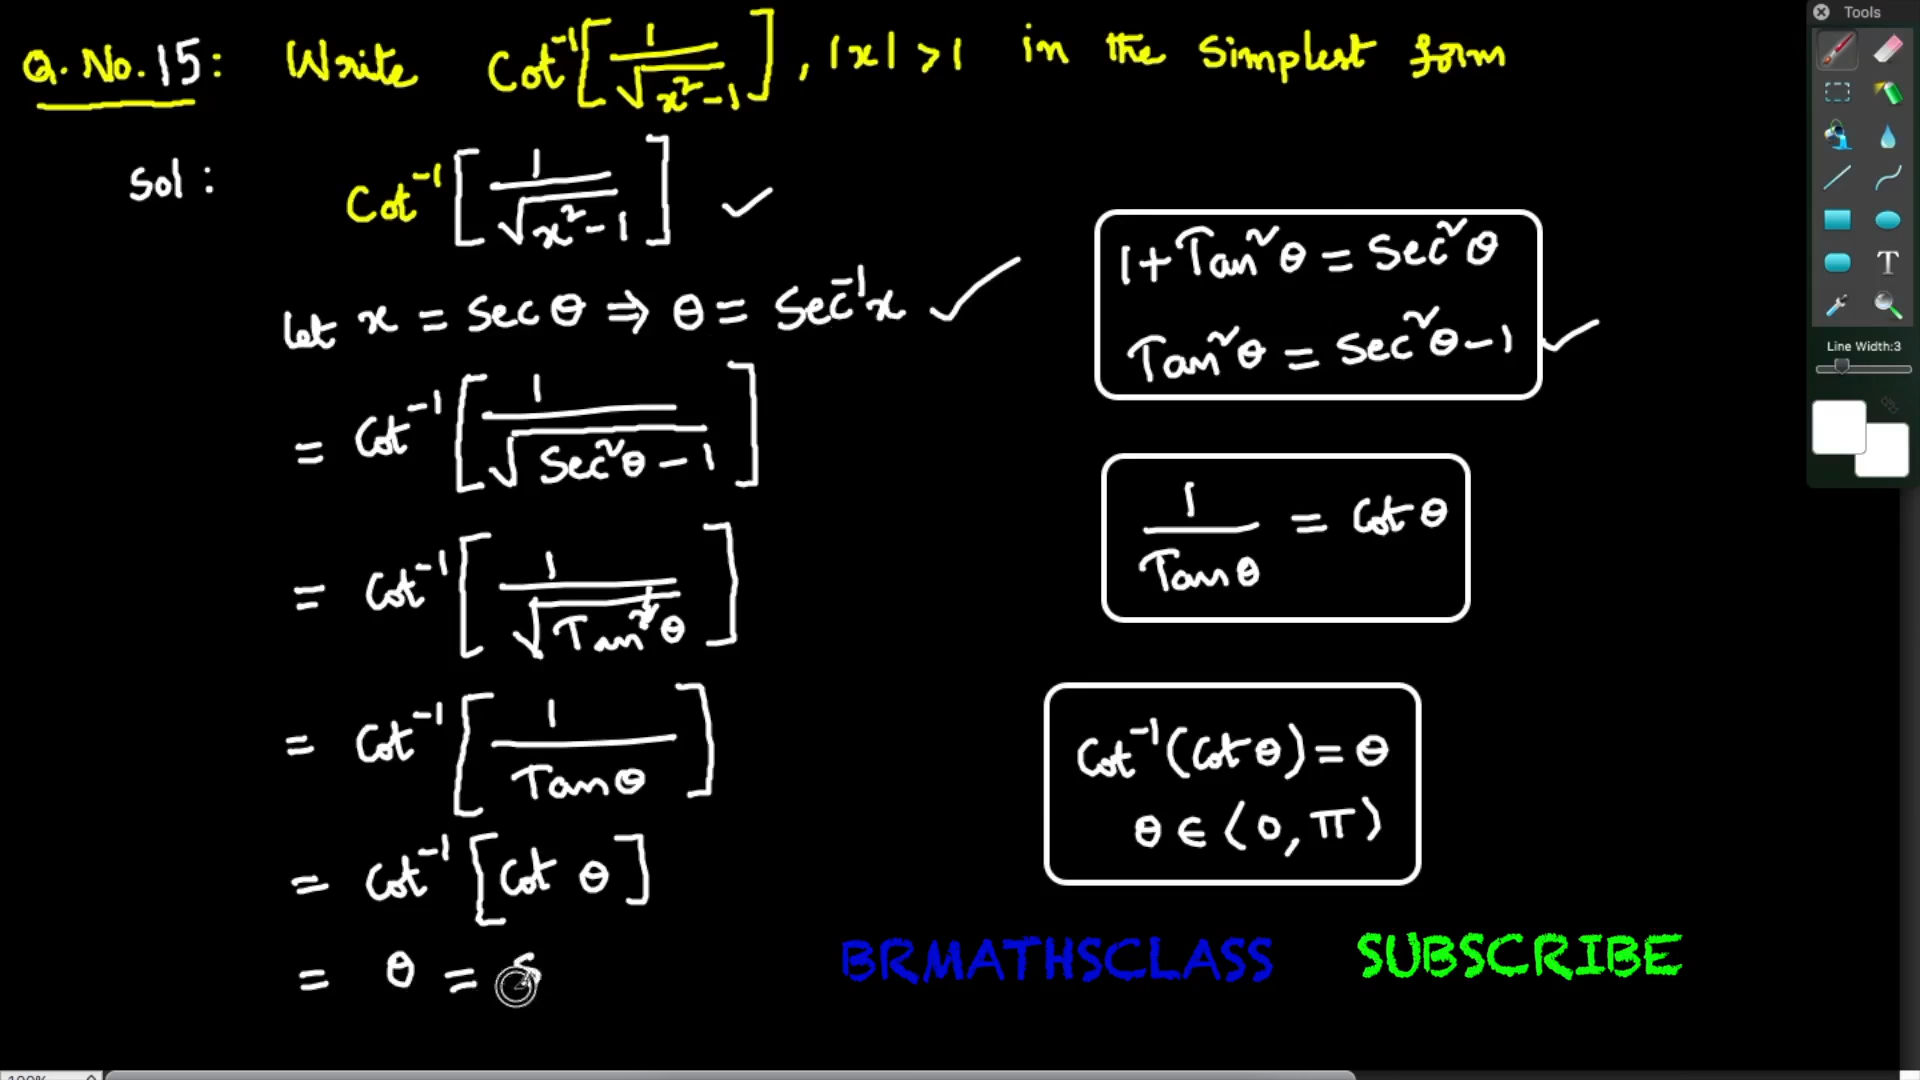 Q. No. 15: Write Cot⁻¹[1/√(x²-1)], |x| > 1 in the Simplest form
Sol: Cot⁻¹[1/√(x²-1)] ✓
let x = Sec θ ⇒ θ = Sec⁻¹x ✓
= Cot⁻¹[1/√(Sec²θ - 1)]
= Cot⁻¹[1/√(Tan²θ)]
= Cot⁻¹[1/Tanθ]
= Cot⁻¹[Cot θ]
= θ = S
1+Tan²θ = Sec²θ
Tan²θ = Sec²θ-1 ✓
1/Tanθ = Cot θ
Cot⁻¹(Cot θ) = θ
θ ∈ (0, π)
BRMATHSCLASS
SUBSCRIBE
Tools
T
Line Width:3
100%